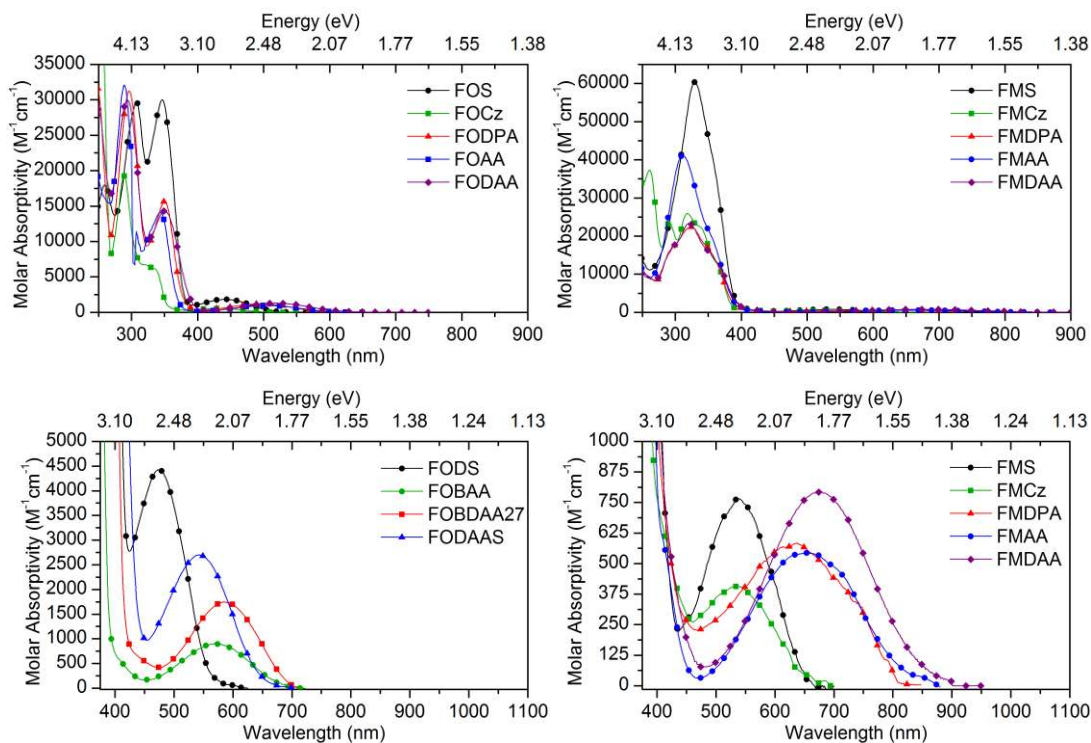 Energy (eV)
4.13 3.10 2.48 2.07 1.77 1.55 1.38
35000
30000
25000
20000
15000
10000
5000
0
Molar Absorptivity (M⁻¹cm⁻¹)
FOS
FOCz
FODPA
FOAA
FODAA
300 400 500 600 700 800 900
Wavelength (nm)
Energy (eV)
4.13 3.10 2.48 2.07 1.77 1.55 1.38
60000
50000
40000
30000
20000
10000
0
Molar Absorptivity (M⁻¹cm⁻¹)
FMS
FMCz
FMDPA
FMAA
FMDAA
300 400 500 600 700 800 900
Wavelength (nm)
Energy (eV)
3.10 2.48 2.07 1.77 1.55 1.38 1.24 1.13
5000
4500
4000
3500
3000
2500
2000
1500
1000
500
0
Molar Absorptivity (M⁻¹cm⁻¹)
FODS
FOBAA
FOBDAA27
FODAAS
400 500 600 700 800 900 1000 1100
Wavelength (nm)
Energy (eV)
3.10 2.48 2.07 1.77 1.55 1.38 1.24 1.13
1000
875
750
625
500
375
250
125
0
Molar Absorptivity (M⁻¹cm⁻¹)
FMS
FMCz
FMDPA
FMAA
FMDAA
400 500 600 700 800 900 1000 1100
Wavelength (nm)